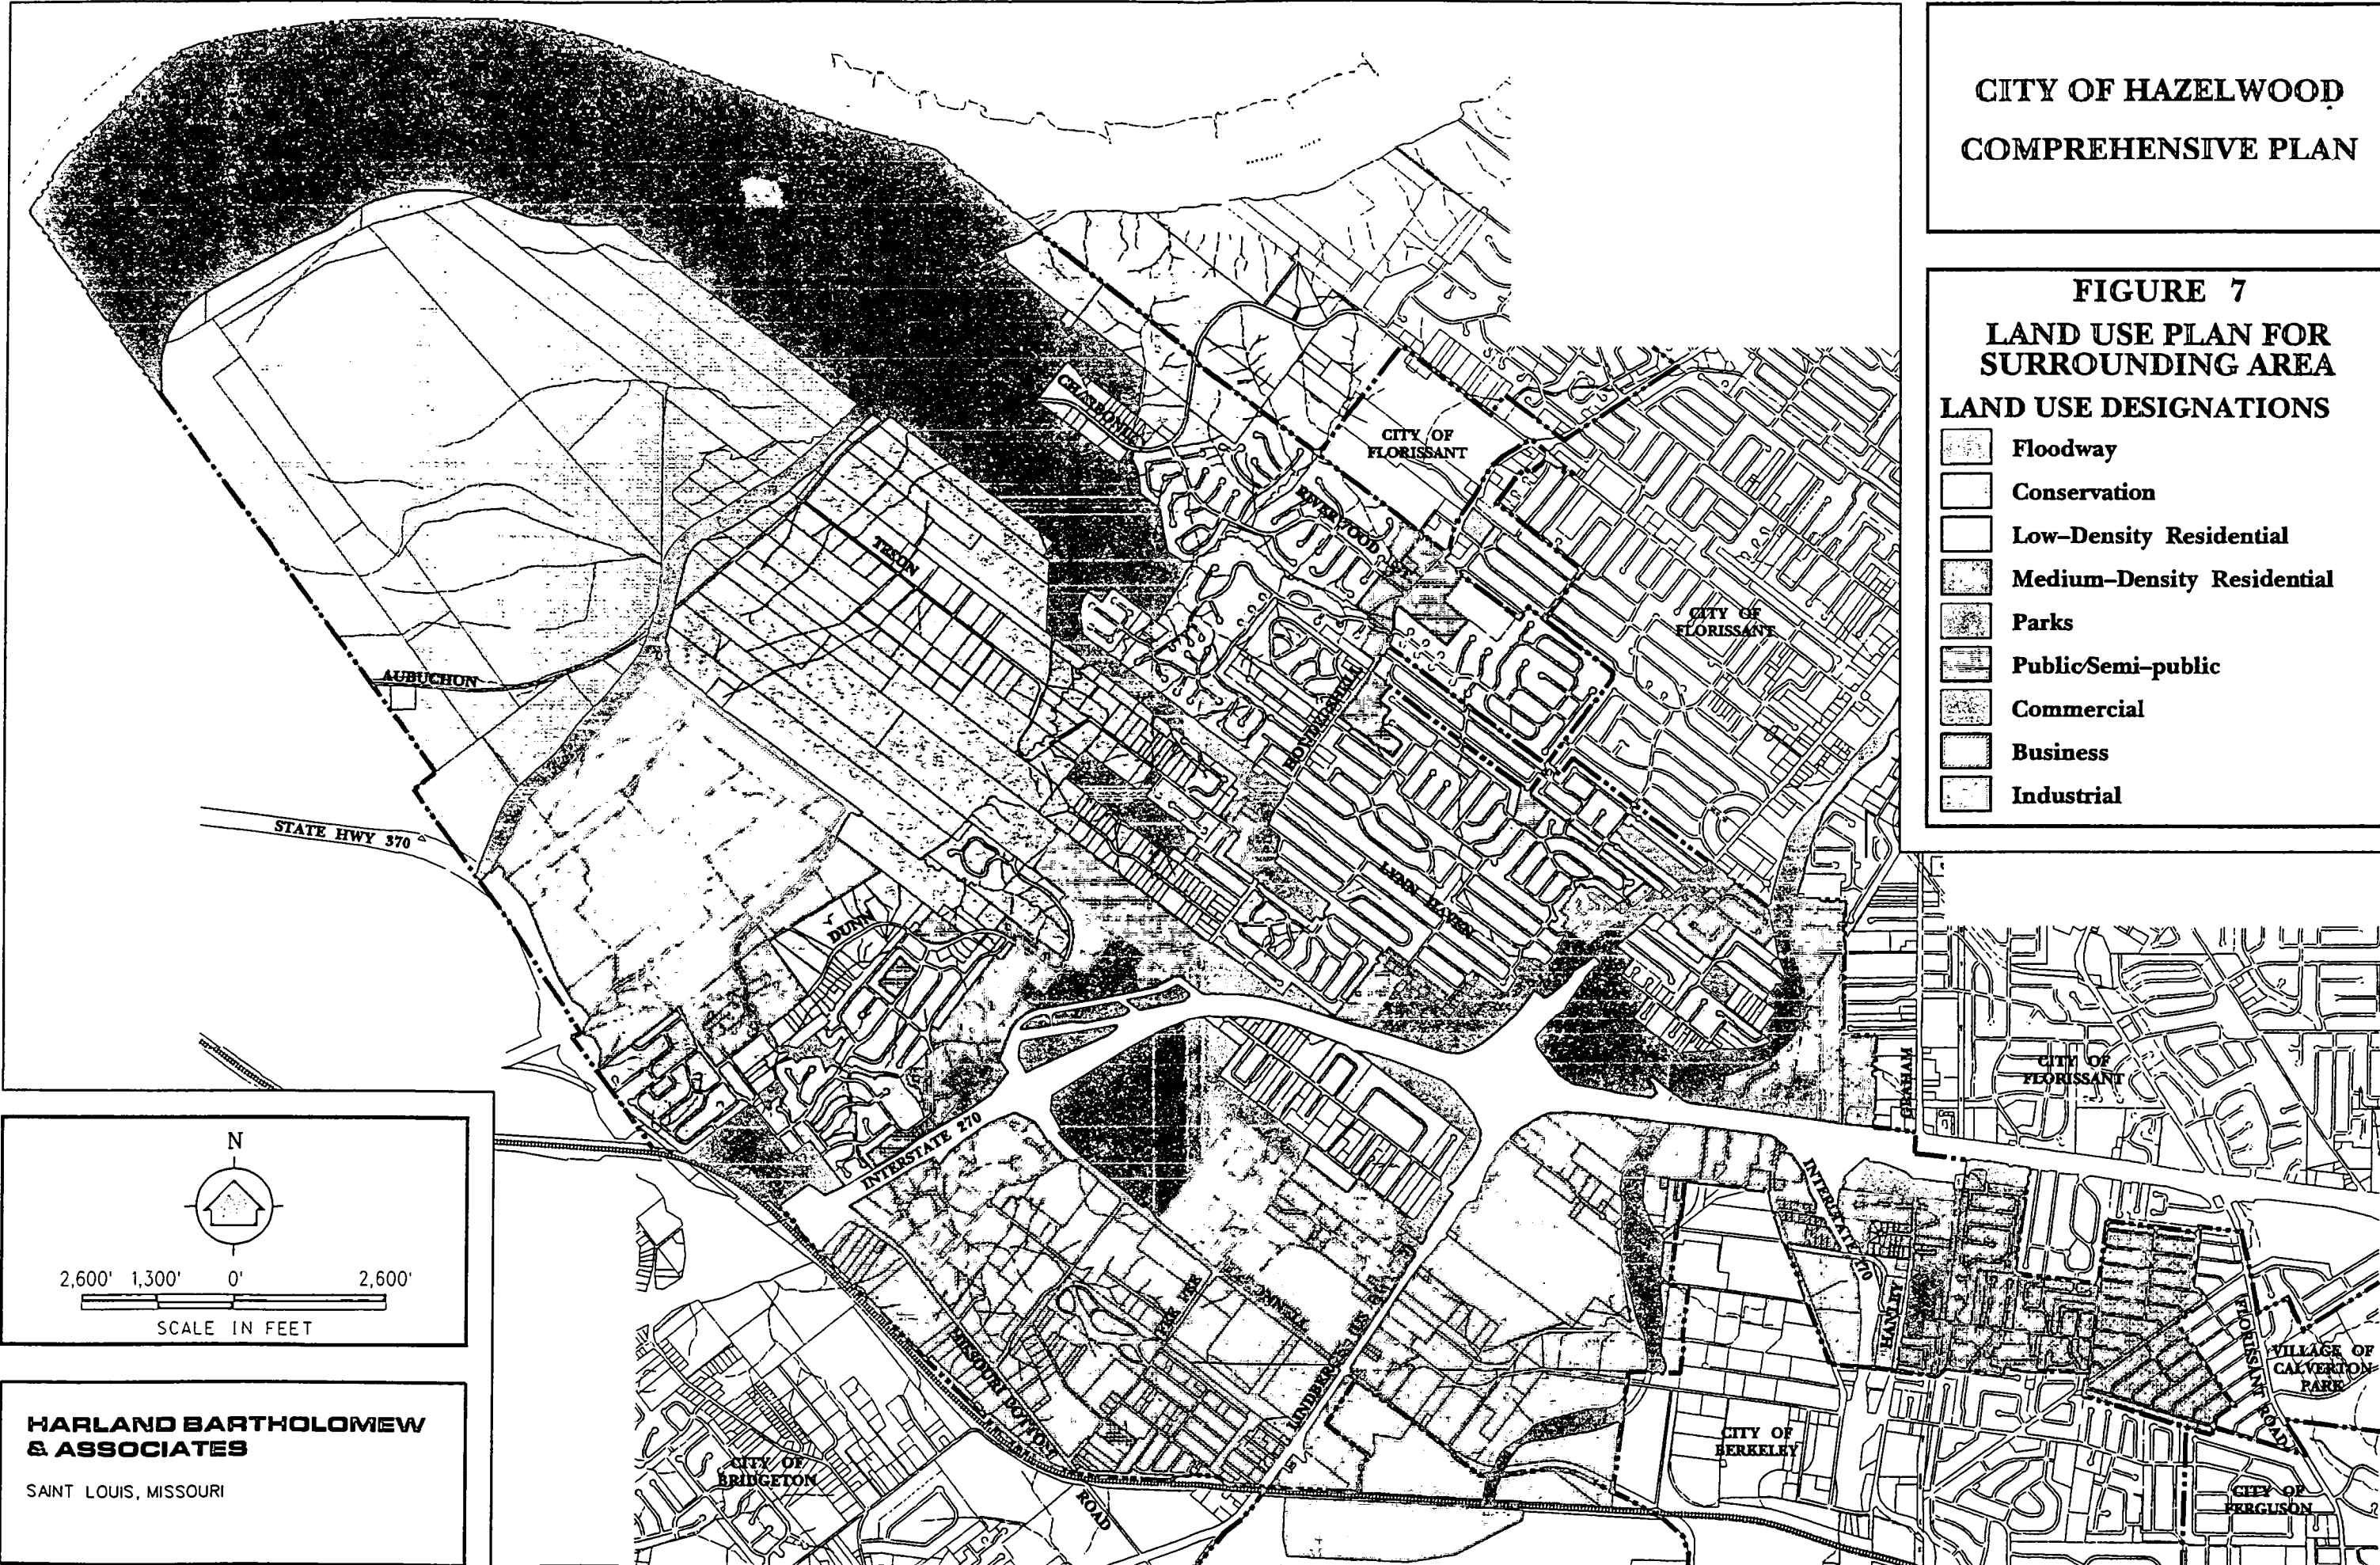 CITY OF HAZELWOOD
COMPREHENSIVE PLAN
FIGURE 7
LAND USE PLAN FOR
SURROUNDING AREA
LAND USE DESIGNATIONS
Floodway
Conservation
Low-Density Residential
Medium-Density Residential
Parks
Public/Semi-public
Commercial
Business
Industrial
CITY OF
FLORISSANT
TESON
CITY OF
FLORISSANT
AUBUCHON
STATE HWY 370
LYNN HAVEN
DUNN
GRAHAM
CITY OF
FLORISSANT
INTERSTATE 270
INTERSTATE 170
HANLEY
MISSOURI BOTTOM
ROAD
FLORISSANT ROAD
VILLAGE OF
CALVERTON
PARK
CITY OF
BERKELEY
CITY OF
BRIDGETON
CITY OF
FERGUSON
N
2,600' 1,300' 0' 2,600'
SCALE IN FEET
HARLAND BARTHOLOMEW
& ASSOCIATES
SAINT LOUIS, MISSOURI